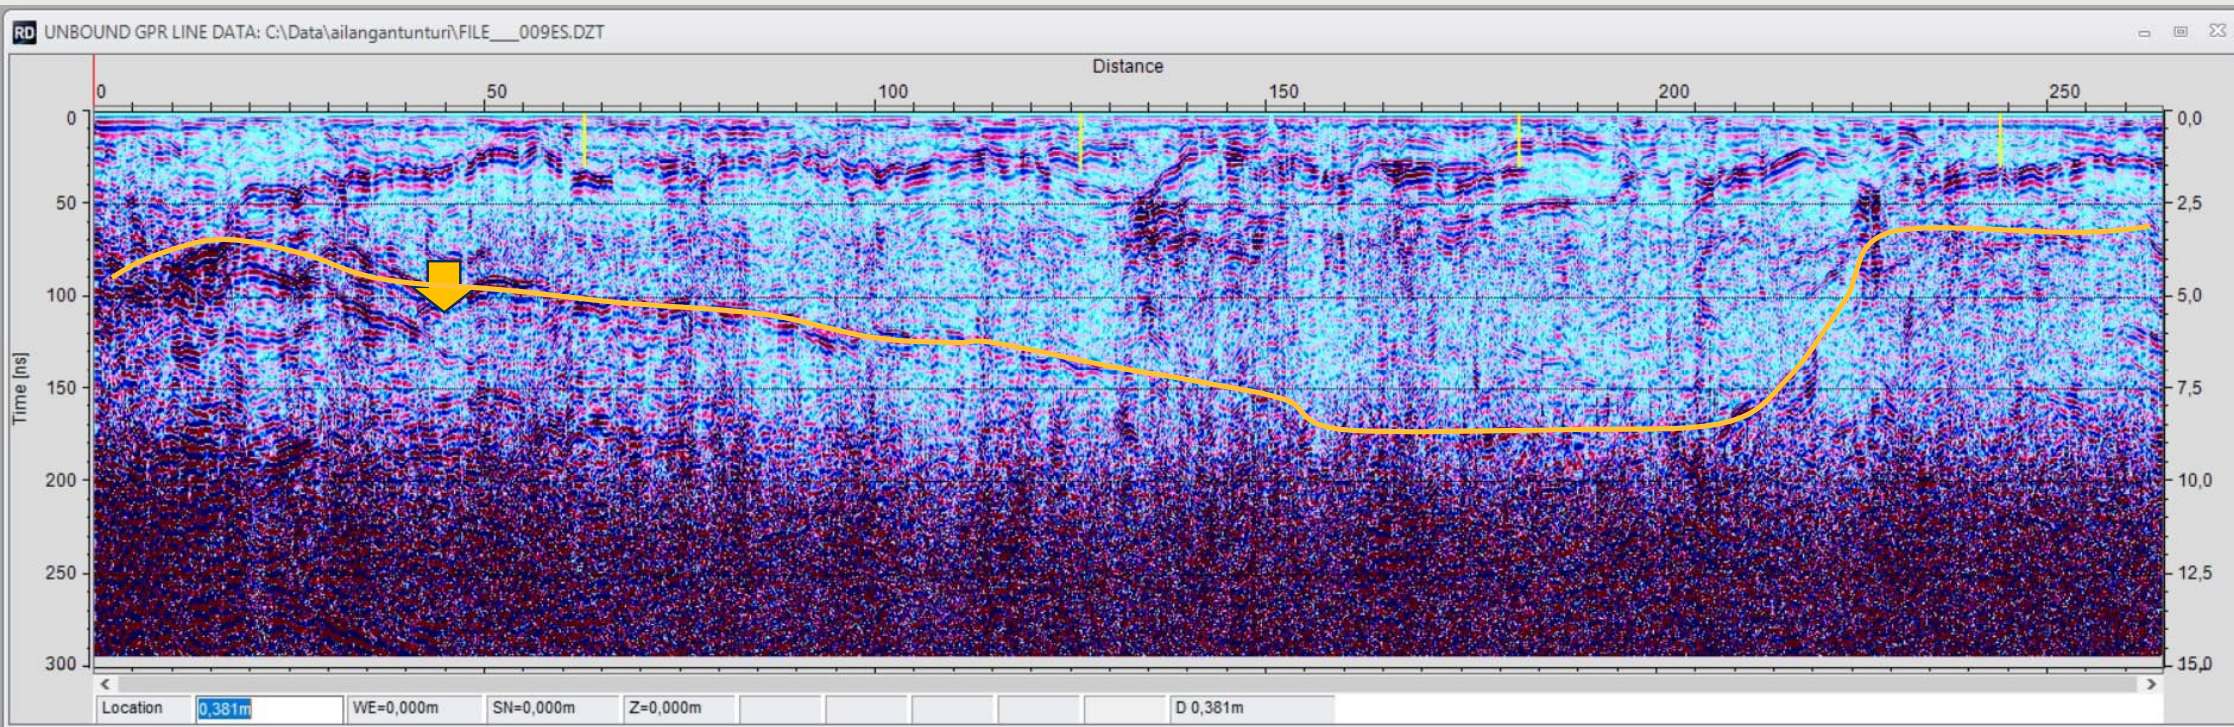 RD UNBOUND GPR LINE DATA: C:\Data\ailangantunturi\FILE___009ES.DZT
Distance
0 50 100 150 200 250
0 0,0
50 2,5
100 5,0
Time [ns]
150 7,5
200 10,0
250 12,5
300 15,0
Location 0,381m WE=0,000m SN=0,000m Z=0,000m D 0,381m